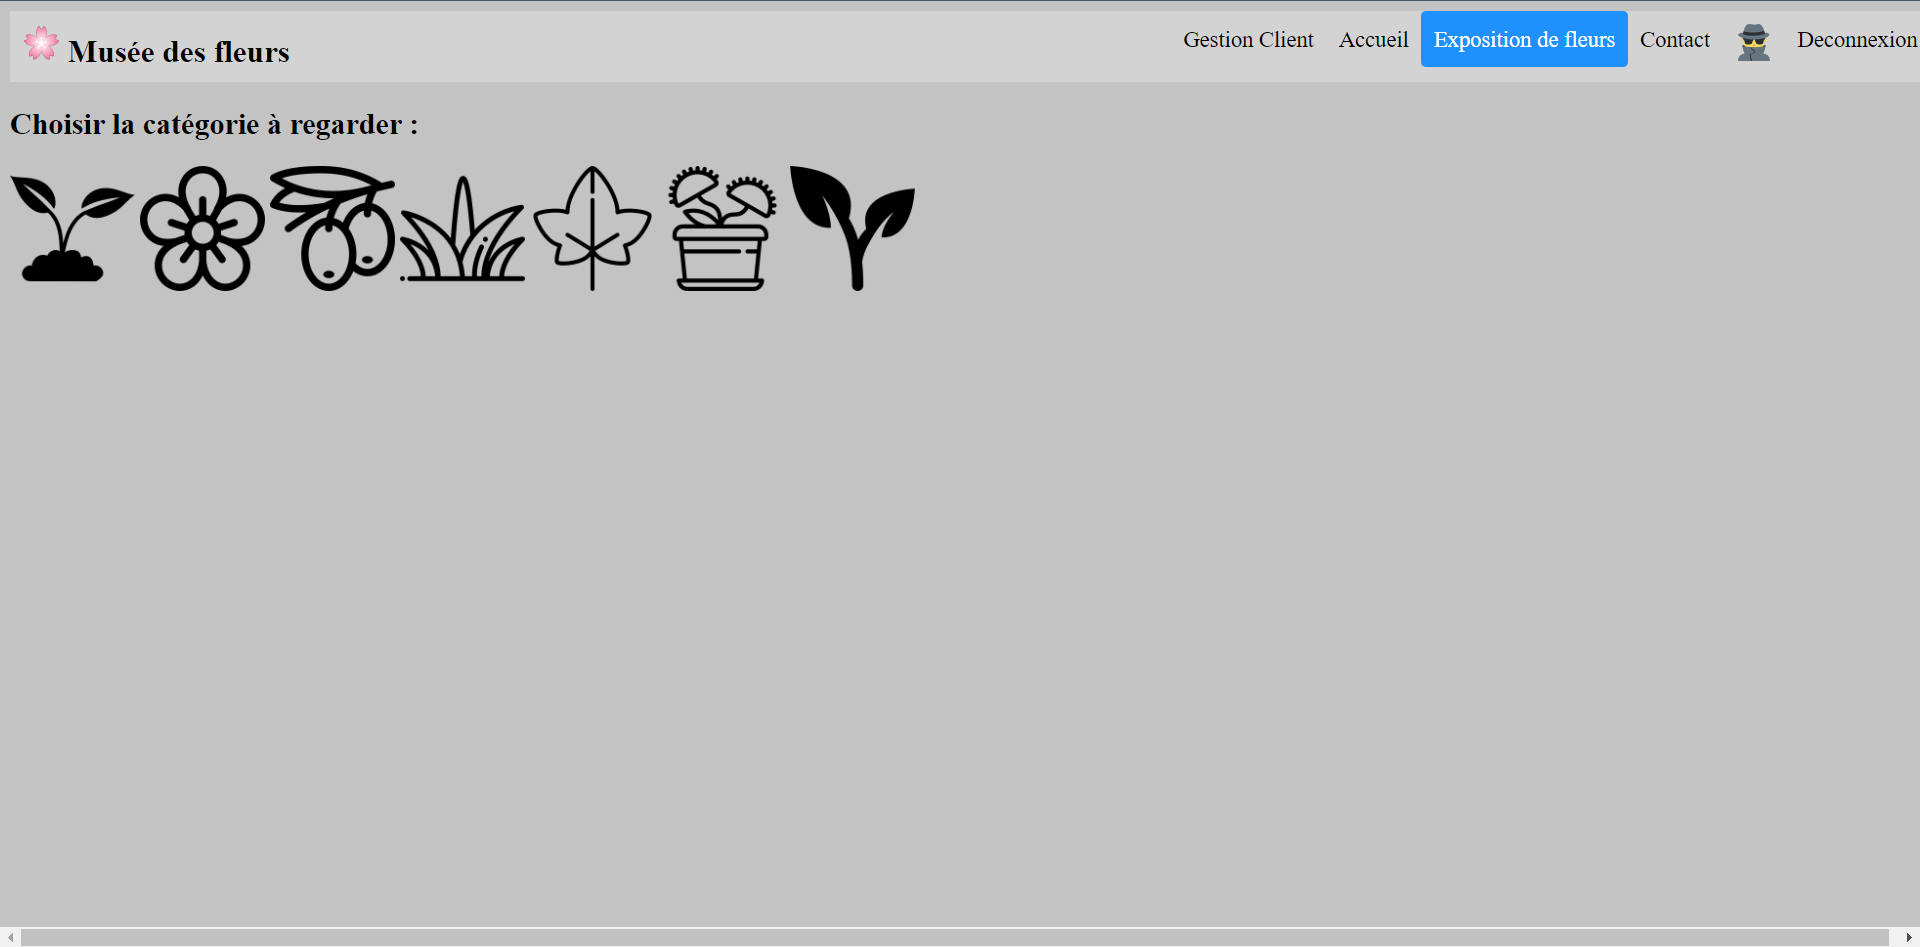 Musée des fleurs
Gestion Client Accueil Exposition de fleurs Contact Deconnexion
Choisir la catégorie à regarder :